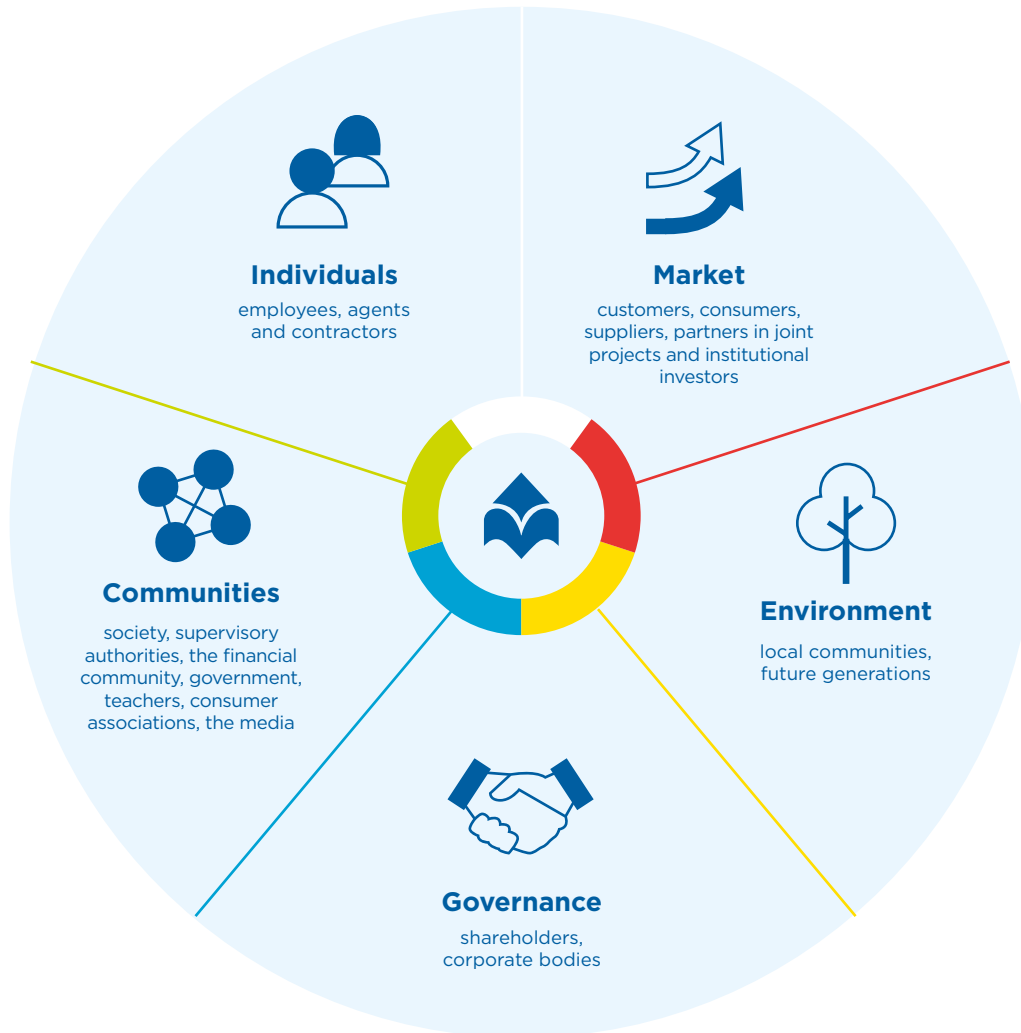 Individuals
employees, agents
and contractors
Market
customers, consumers,
suppliers, partners in joint
projects and institutional
investors
Communities
society, supervisory
authorities, the financial
community, government,
teachers, consumer
associations, the media
Environment
local communities,
future generations
Governance
shareholders,
corporate bodies